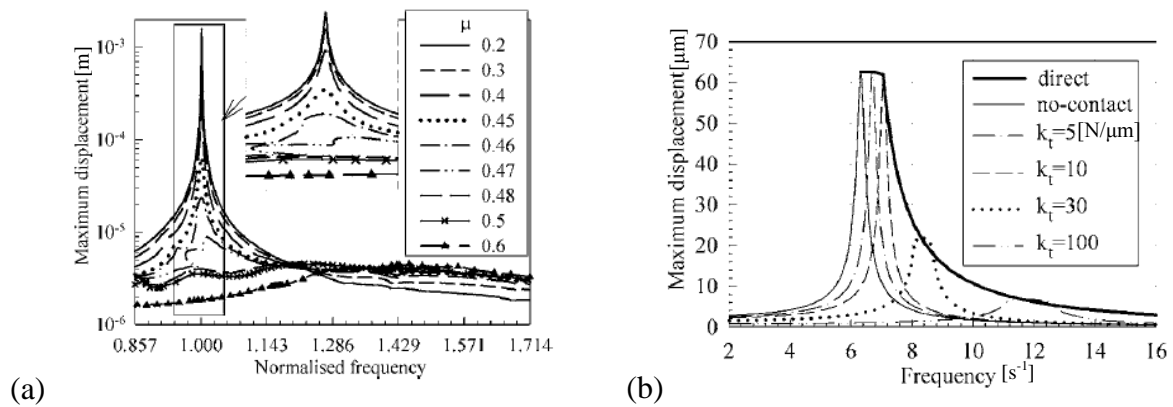 Maximum displacement[m]
10⁻³
10⁻⁴
10⁻⁵
10⁻⁶
μ
0.2
0.3
0.4
0.45
0.46
0.47
0.48
0.5
0.6
0.857 1.000 1.143 1.286 1.429 1.571 1.714
Normalised frequency
(a)
Maximum displacement[μm]
70
60
50
40
30
20
10
0
direct
no-contact
kₜ=5[N/μm]
kₜ=10
kₜ=30
kₜ=100
2 4 6 8 10 12 14 16
Frequency [s⁻¹]
(b)